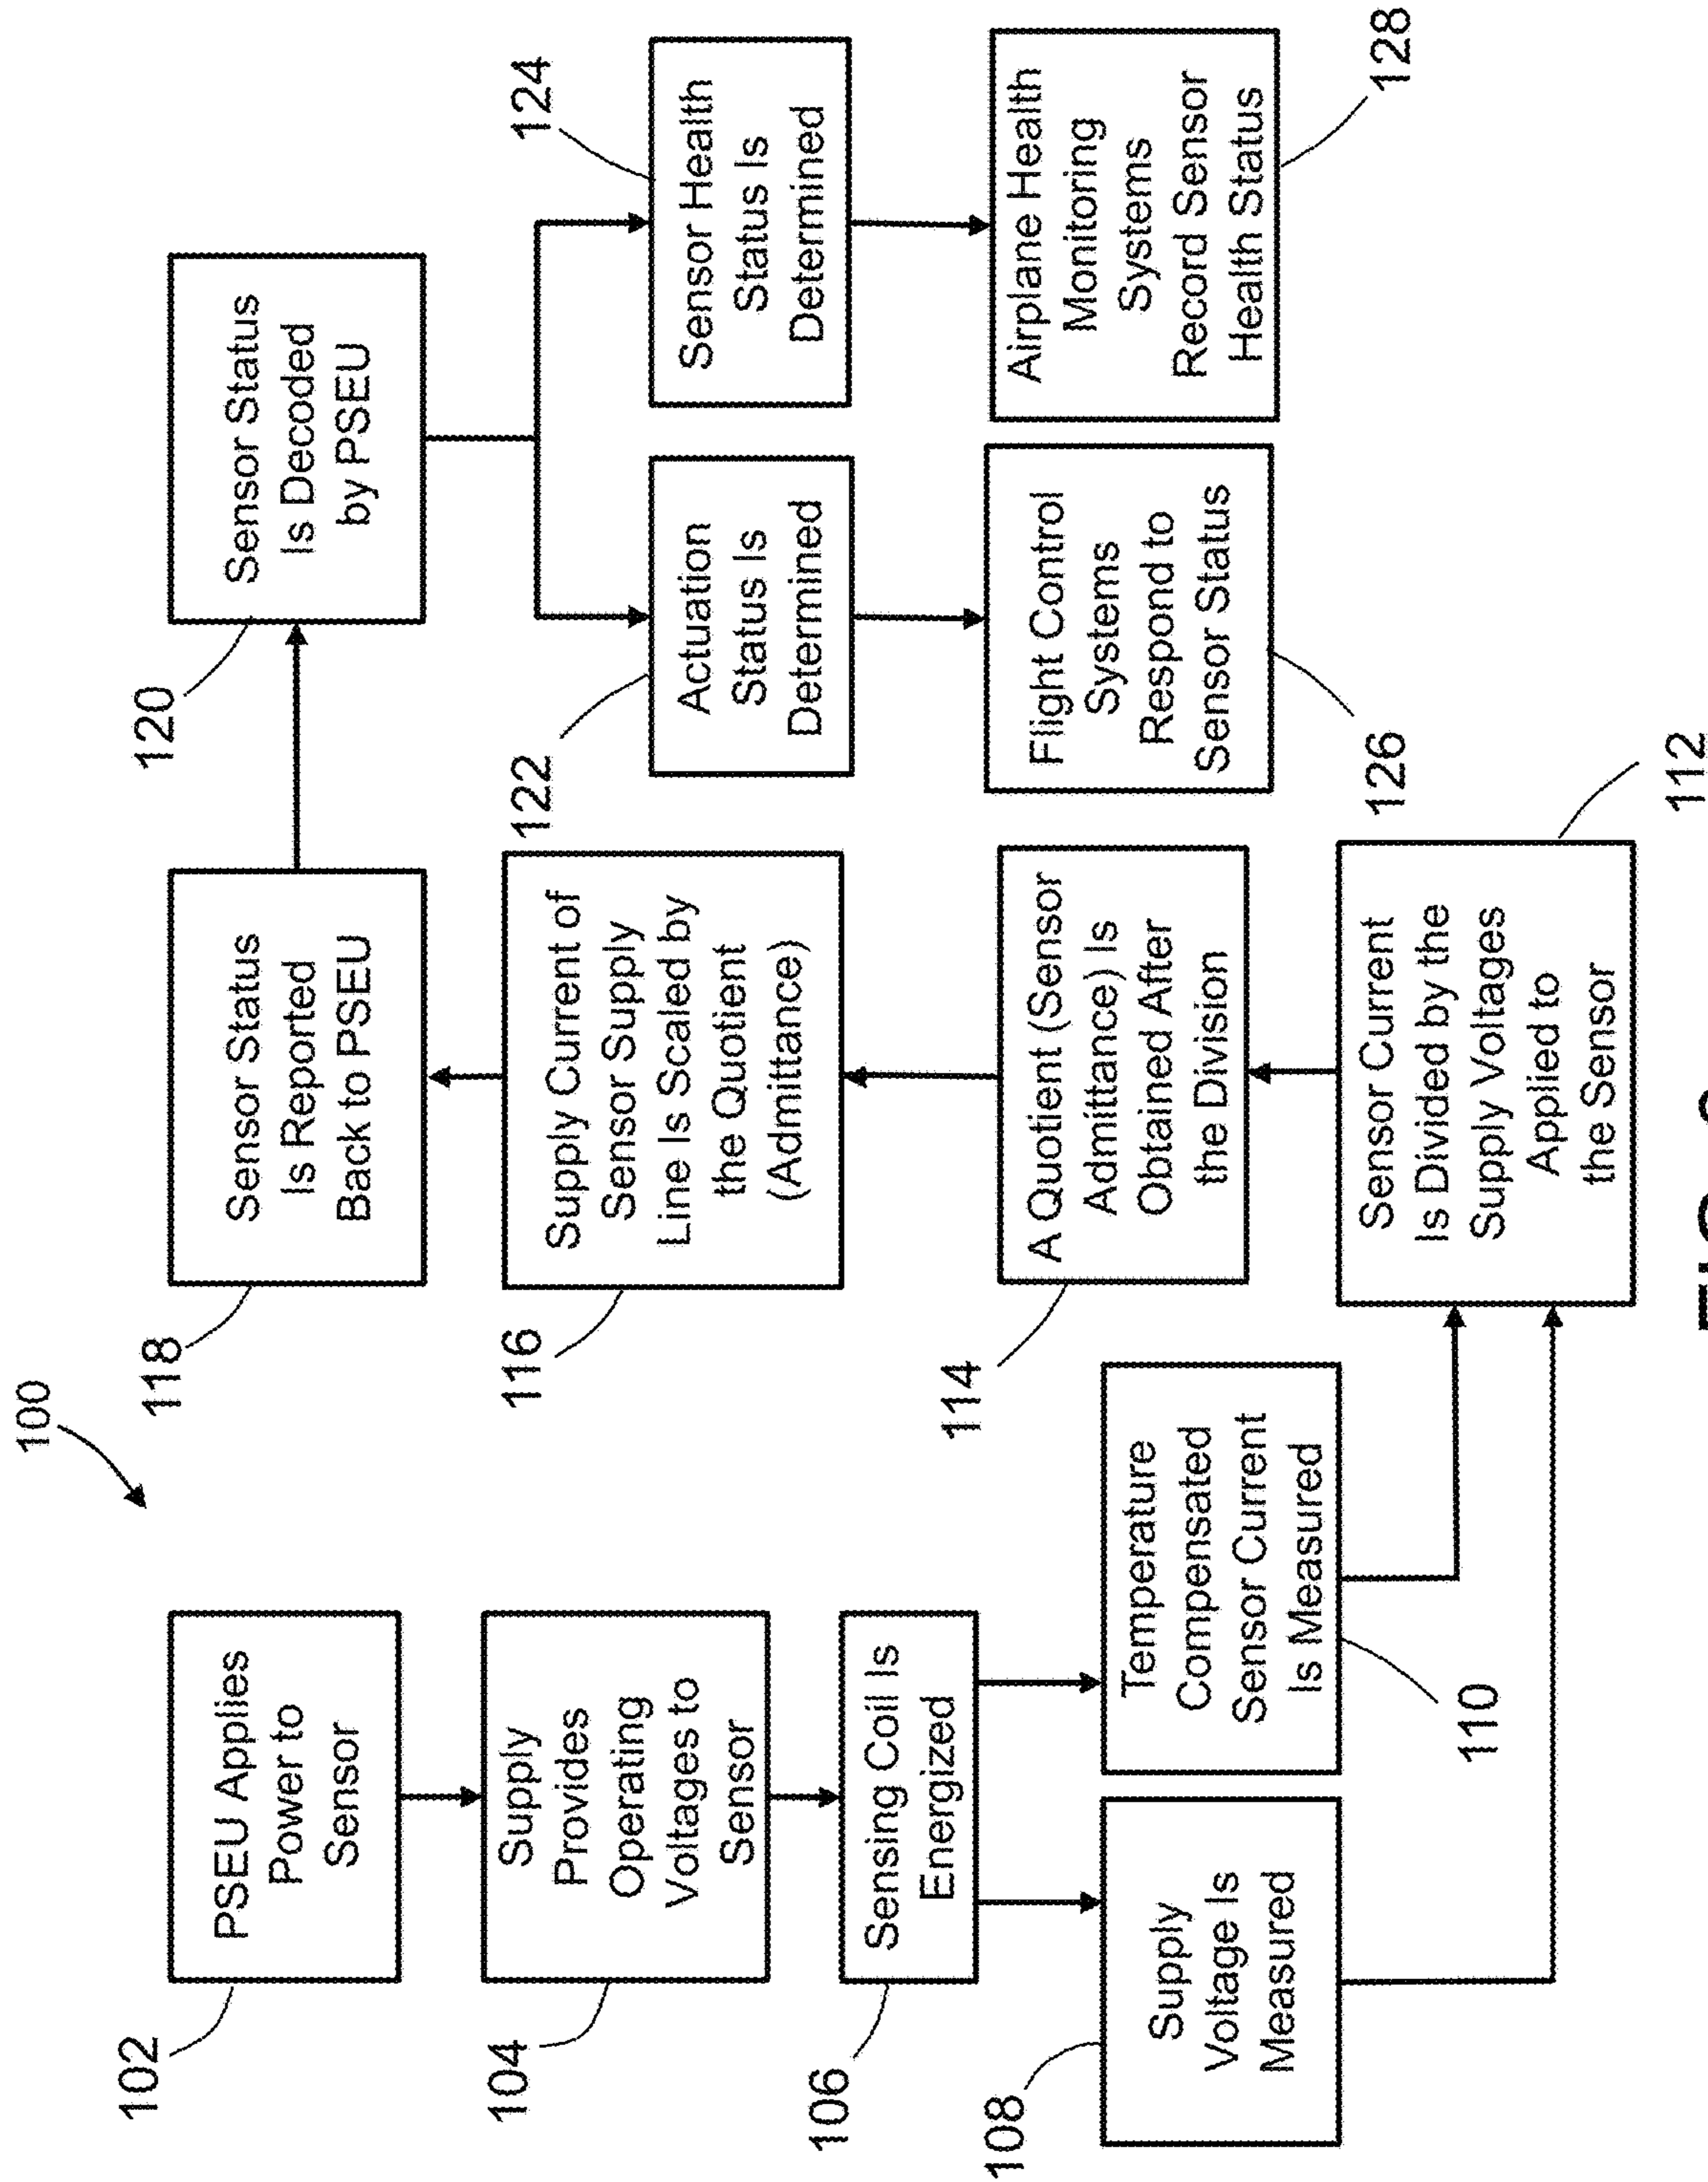 100
102
PSEU Applies
Power to
Sensor
104
Supply
Provides
Operating
Voltages to
Sensor
106
Sensing Coil Is
Energized
108
Supply
Voltage Is
Measured
110
Temperature
Compensated
Sensor Current
Is Measured
112
Sensor Current
Is Divided by the
Supply Voltages
Applied to
the Sensor
114
A Quotient (Sensor
Admittance) Is
Obtained After
the Division
116
Supply Current of
Sensor Supply
Line Is Scaled by
the Quotient
(Admittance)
118
Sensor Status
Is Reported
Back to PSEU
120
Sensor Status
Is Decoded
by PSEU
122
Actuation
Status Is
Determined
124
Sensor Health
Status Is
Determined
126
Flight Control
Systems
Respond to
Sensor Status
128
Airplane Health
Monitoring
Systems
Record Sensor
Health Status